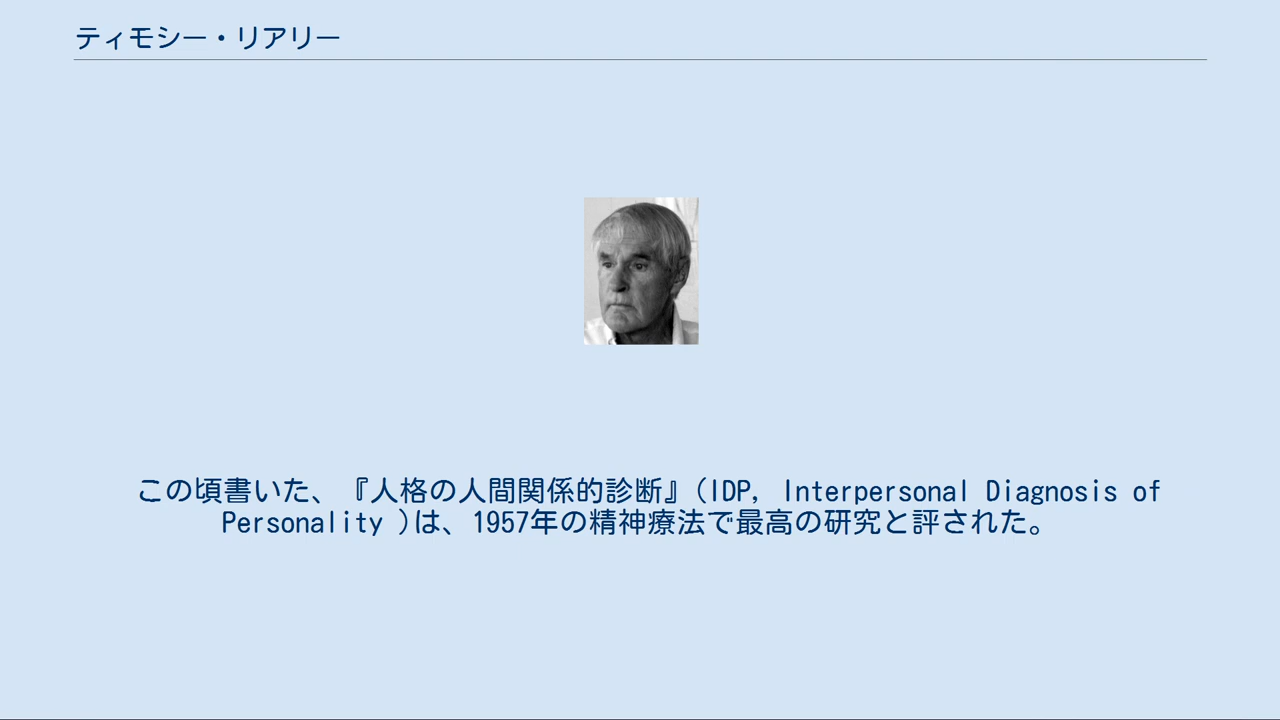 ティモシー・リアリー
この頃書いた、『人格の人間関係的診断』(IDP, Interpersonal Diagnosis of
Personality )は、1957年の精神療法で最高の研究と評された。